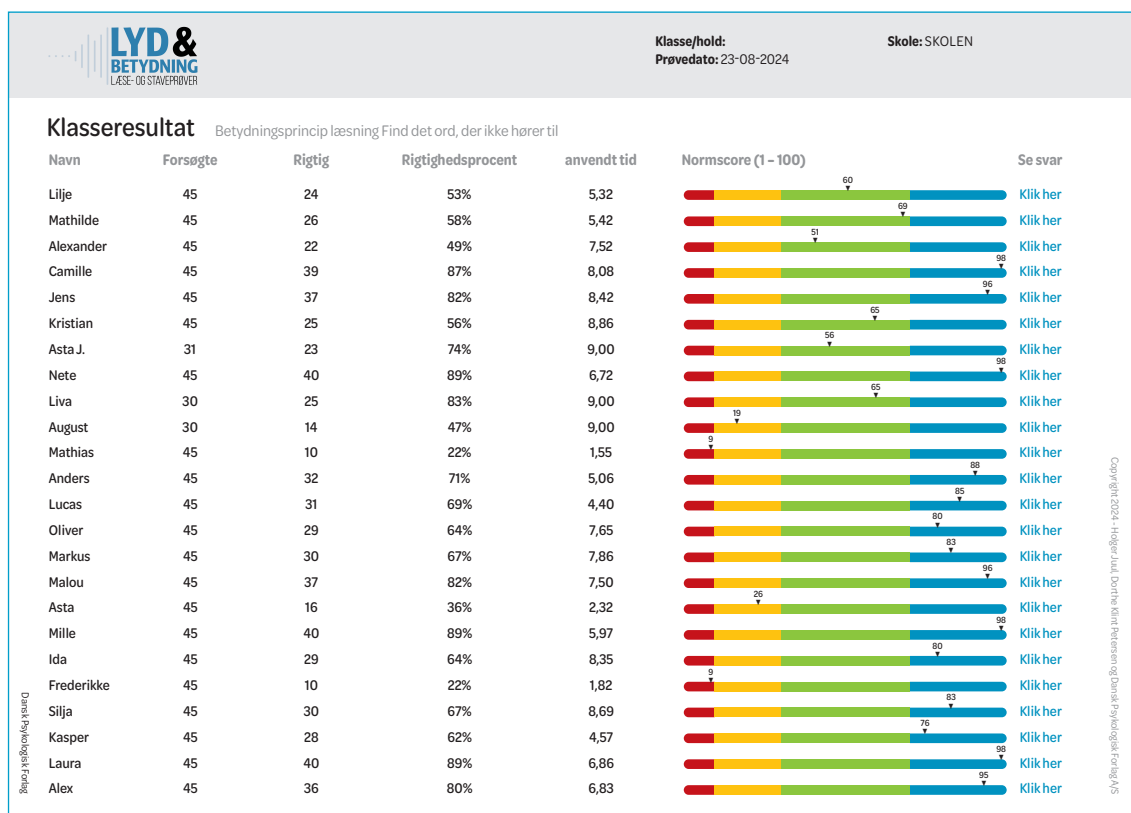 LYD &
BETYDNING
LÆSE- OG STAVEPRØVER
Klasse/hold:
Prøvedato: 23-08-2024
Skole: SKOLEN
Klasseresultat Betydningsprincip læsning Find det ord, der ikke hører til
Navn Forsøgte Rigtig Rigtighedsprocent anvendt tid Normscore (1 – 100) Se svar
Lilje 45 24 53% 5,32 60 Klik her
Mathilde 45 26 58% 5,42 69 Klik her
Alexander 45 22 49% 7,52 51 Klik her
Camille 45 39 87% 8,08 98 Klik her
Jens 45 37 82% 8,42 96 Klik her
Kristian 45 25 56% 8,86 65 Klik her
Asta J. 31 23 74% 9,00 56 Klik her
Nete 45 40 89% 6,72 98 Klik her
Liva 30 25 83% 9,00 65 Klik her
August 30 14 47% 9,00 19 Klik her
Mathias 45 10 22% 1,55 9 Klik her
Anders 45 32 71% 5,06 88 Klik her
Lucas 45 31 69% 4,40 85 Klik her
Oliver 45 29 64% 7,65 80 Klik her
Markus 45 30 67% 7,86 83 Klik her
Malou 45 37 82% 7,50 96 Klik her
Asta 45 16 36% 2,32 26 Klik her
Mille 45 40 89% 5,97 98 Klik her
Ida 45 29 64% 8,35 80 Klik her
Frederikke 45 10 22% 1,82 9 Klik her
Silja 45 30 67% 8,69 83 Klik her
Kasper 45 28 62% 4,57 76 Klik her
Laura 45 40 89% 6,86 98 Klik her
Alex 45 36 80% 6,83 95 Klik her
Dansk Psykologisk Forlag
Copyright 2024 - Holger Juul, Dorthe Klint Petersen og Dansk Psykologisk Forlag A/S